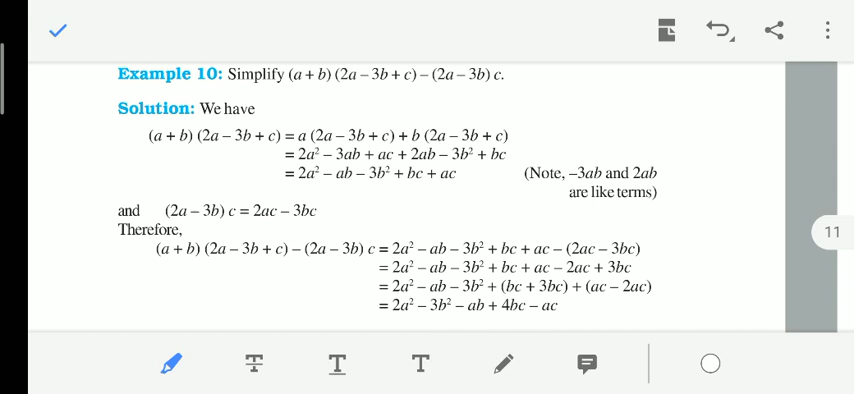 Example 10: Simplify (a + b) (2a – 3b + c) – (2a – 3b) c.
Solution: We have
(a + b) (2a – 3b + c) = a (2a – 3b + c) + b (2a – 3b + c)
= 2a² – 3ab + ac + 2ab – 3b² + bc
= 2a² – ab – 3b² + bc + ac (Note, –3ab and 2ab
are like terms)
and (2a – 3b) c = 2ac – 3bc
Therefore,
(a + b) (2a – 3b + c) – (2a – 3b) c = 2a² – ab – 3b² + bc + ac – (2ac – 3bc)
= 2a² – ab – 3b² + bc + ac – 2ac + 3bc
11
= 2a² – ab – 3b² + (bc + 3bc) + (ac – 2ac)
= 2a² – 3b² – ab + 4bc – ac
T T T